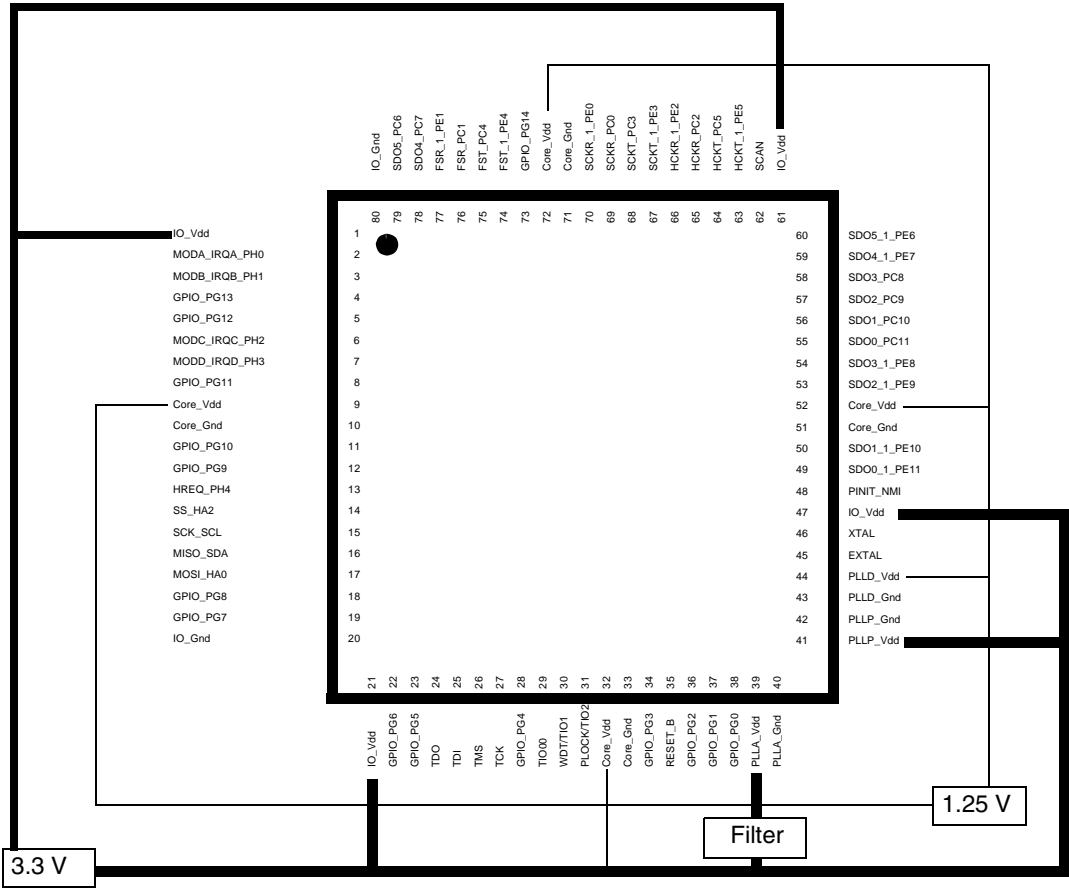 IO_Gnd
SDO5_PC6
SDO4_PC7
FSR_1_PE1
FSR_PC1
FST_PC4
FST_1_PE4
GPIO_PG14
Core_Vdd
Core_Gnd
SCKR_1_PE0
SCKR_PC0
SCKT_PC3
SCKT_1_PE3
HCKR_1_PE2
HCKR_PC2
HCKT_PC5
HCKT_1_PE5
SCAN
IO_Vdd
80 79 78 77 76 75 74 73 72 71 70 69 68 67 66 65 64 63 62 61
IO_Vdd 1
MODA_IRQA_PH0 2
MODB_IRQB_PH1 3
GPIO_PG13 4
GPIO_PG12 5
MODC_IRQC_PH2 6
MODD_IRQD_PH3 7
GPIO_PG11 8
Core_Vdd 9
Core_Gnd 10
GPIO_PG10 11
GPIO_PG9 12
HREQ_PH4 13
SS_HA2 14
SCK_SCL 15
MISO_SDA 16
MOSI_HA0 17
GPIO_PG8 18
GPIO_PG7 19
IO_Gnd 20
60 SDO5_1_PE6
59 SDO4_1_PE7
58 SDO3_PC8
57 SDO2_PC9
56 SDO1_PC10
55 SDO0_PC11
54 SDO3_1_PE8
53 SDO2_1_PE9
52 Core_Vdd
51 Core_Gnd
50 SDO1_1_PE10
49 SDO0_1_PE11
48 PINIT_NMI
47 IO_Vdd
46 XTAL
45 EXTAL
44 PLLD_Vdd
43 PLLD_Gnd
42 PLLP_Gnd
41 PLLP_Vdd
21 22 23 24 25 26 27 28 29 30 31 32 33 34 35 36 37 38 39 40
IO_Vdd
GPIO_PG6
GPIO_PG5
TDO
TDI
TMS
TCK
GPIO_PG4
TIO00
WDT/TIO1
PLOCK/TIO2
Core_Vdd
Core_Gnd
GPIO_PG3
RESET_B
GPIO_PG2
GPIO_PG1
GPIO_PG0
PLLA_Vdd
PLLA_Gnd
1.25 V
Filter
3.3 V